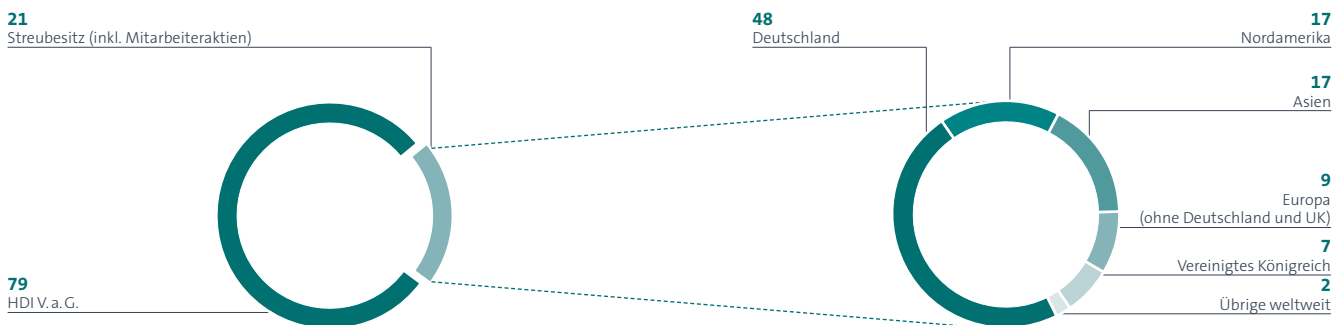 21
Streubesitz (inkl. Mitarbeiteraktien)
79
HDI V. a. G.
48
Deutschland
17
Nordamerika
17
Asien
9
Europa
(ohne Deutschland und UK)
7
Vereinigtes Königreich
2
Übrige weltweit